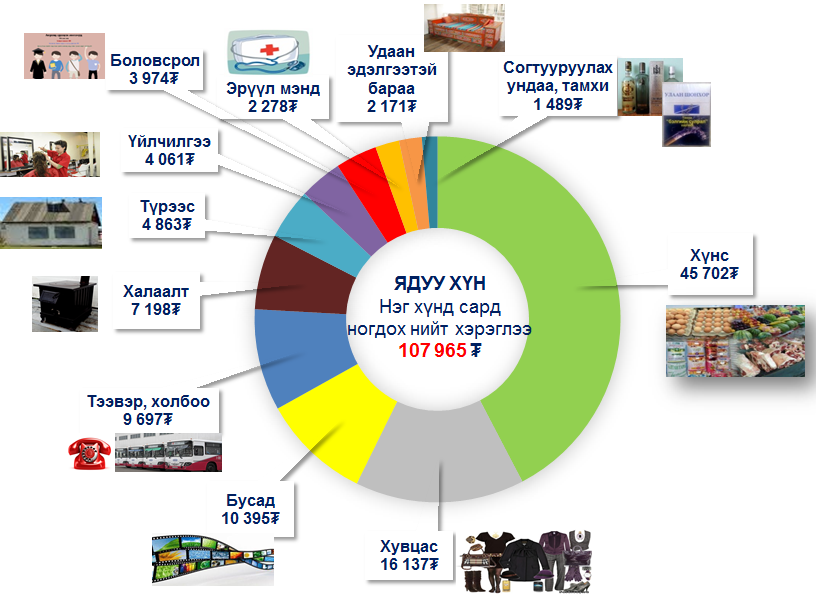 Боловсрол
3 974₮
Эрүүл мэнд
2 278₮
Удаан
эдэлгээтэй
бараа
2 171₮
Согтууруулах
ундаа, тамхи
1 489₮
Үйлчилгээ
4 061₮
Түрээс
4 863₮
Халаалт
7 198₮
Тээвэр, холбоо
9 697₮
Бусад
10 395₮
Хувцас
16 137₮
Хүнс
45 702₮
ЯДУУ ХҮН
Нэг хүнд сард
ногдох нийт хэрэглээ
107 965 ₮